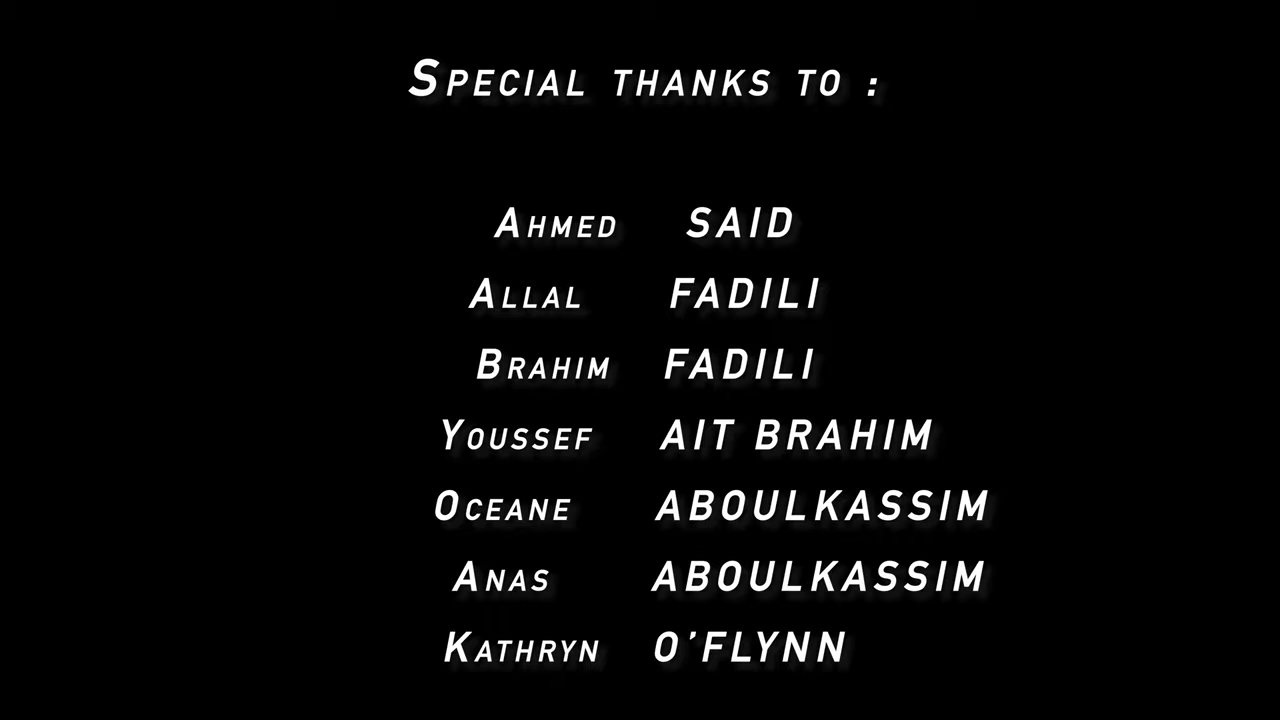 Special thanks to :
Ahmed SAID
Allal FADILI
Brahim FADILI
Youssef AIT BRAHIM
Oceane ABOULKASSIM
Anas ABOULKASSIM
Kathryn O'FLYNN